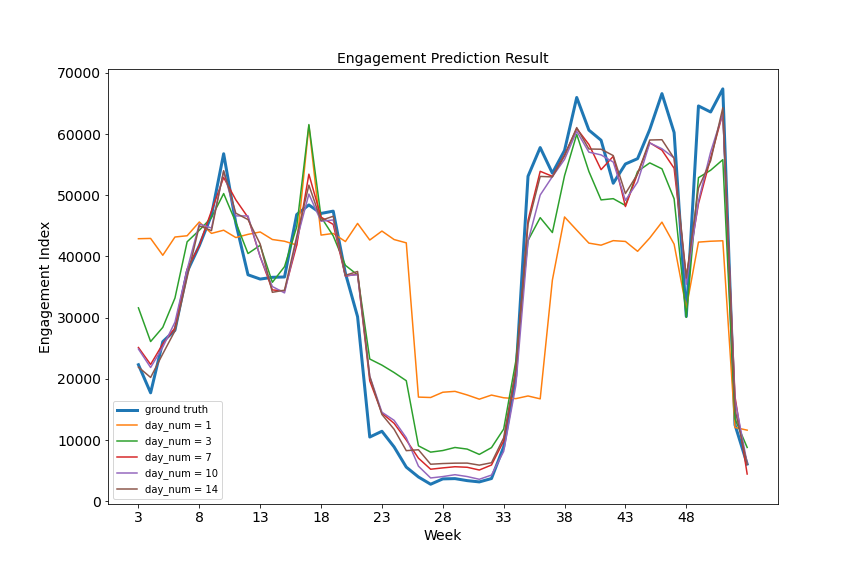 Engagement Prediction Result
70000
60000
50000
40000
30000
20000
10000
0
Engagement Index
ground truth
day_num = 1
day_num = 3
day_num = 7
day_num = 10
day_num = 14
3 8 13 18 23 28 33 38 43 48
Week